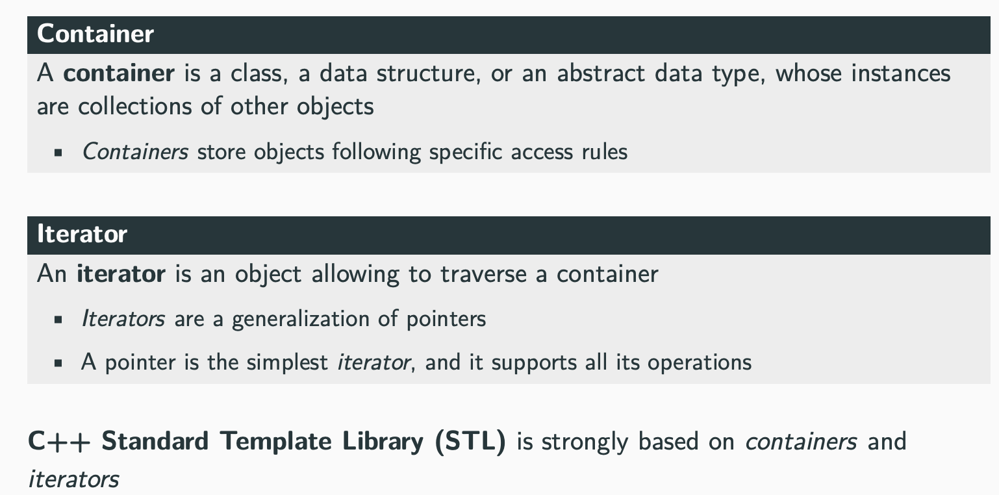 Container
A container is a class, a data structure, or an abstract data type, whose instances
are collections of other objects
▪ Containers store objects following specific access rules
Iterator
An iterator is an object allowing to traverse a container
▪ Iterators are a generalization of pointers
▪ A pointer is the simplest iterator, and it supports all its operations
C++ Standard Template Library (STL) is strongly based on containers and
iterators